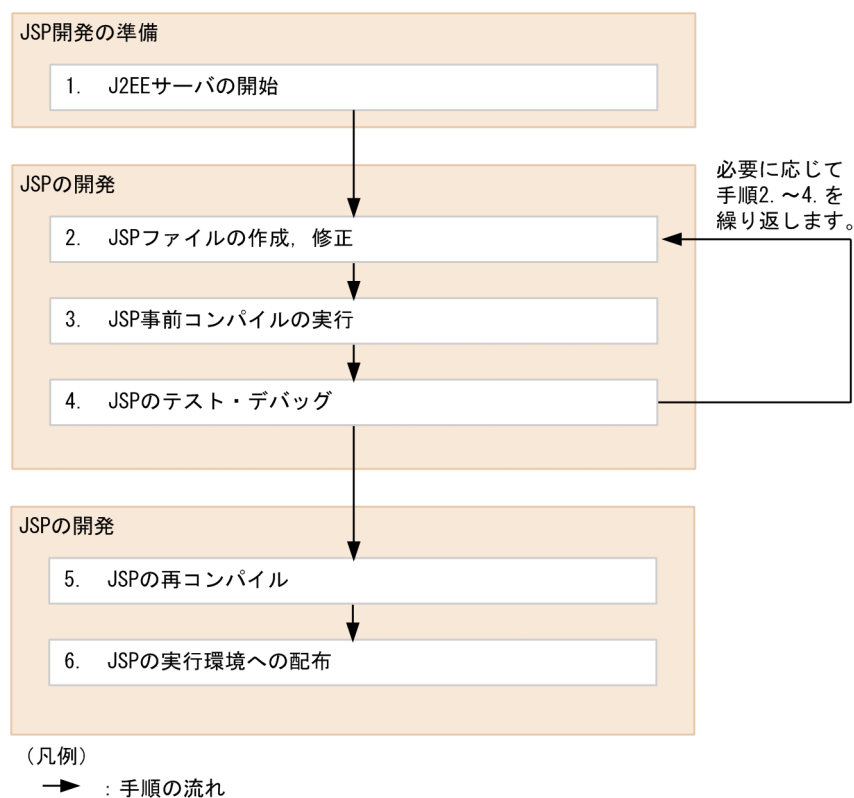 JSP開発の準備
1. J2EEサーバの開始
JSPの開発
必要に応じて
手順2.～4.を
繰り返します。
2. JSPファイルの作成，修正
3. JSP事前コンパイルの実行
4. JSPのテスト・デバッグ
JSPの開発
5. JSPの再コンパイル
6. JSPの実行環境への配布
（凡例）
：手順の流れ